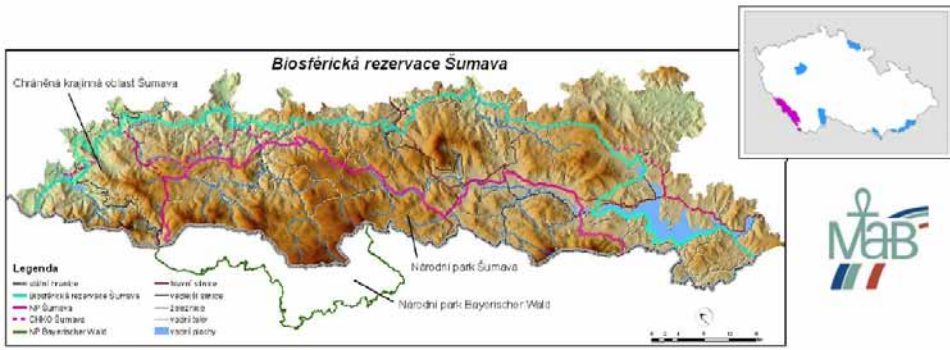 Biosférická rezervace Šumava
Chráněná krajinná oblast Šumava
Národní park Šumava
Národní park Bayerischer Wald
Legenda
státní hranice
Biosférická rezervace Šumava
NP Šumava
CHKO Šumava
NP Bayerischer Wald
hlavní silnice
vedlejší silnice
železnice
vodní toky
vodní plochy
MaB